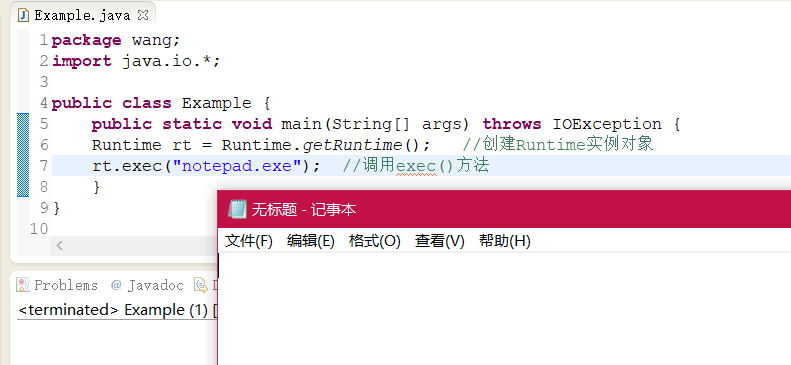 Example.java
1 package wang;
2 import java.io.*;
3
4 public class Example {
5 public static void main(String[] args) throws IOException {
6 Runtime rt = Runtime.getRuntime(); //创建Runtime实例对象
7 rt.exec("notepad.exe"); //调用exec()方法
8 }
9 }
10
无标题 - 记事本
文件(F) 编辑(E) 格式(O) 查看(V) 帮助(H)
Problems @ Javadoc
<terminated> Example (1) [